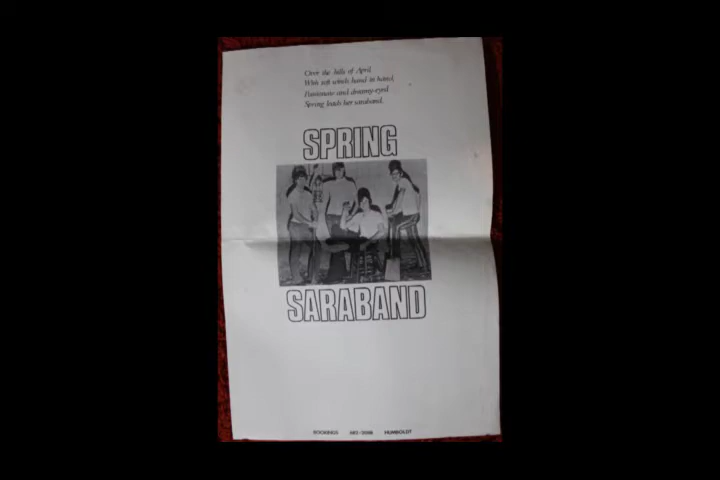 Over the hills of April,
With soft winds hand in hand,
Passionate and dreamy-eyed
Spring leads her saraband.
SPRING
SARABAND
BOOKINGS HUMBOLDT